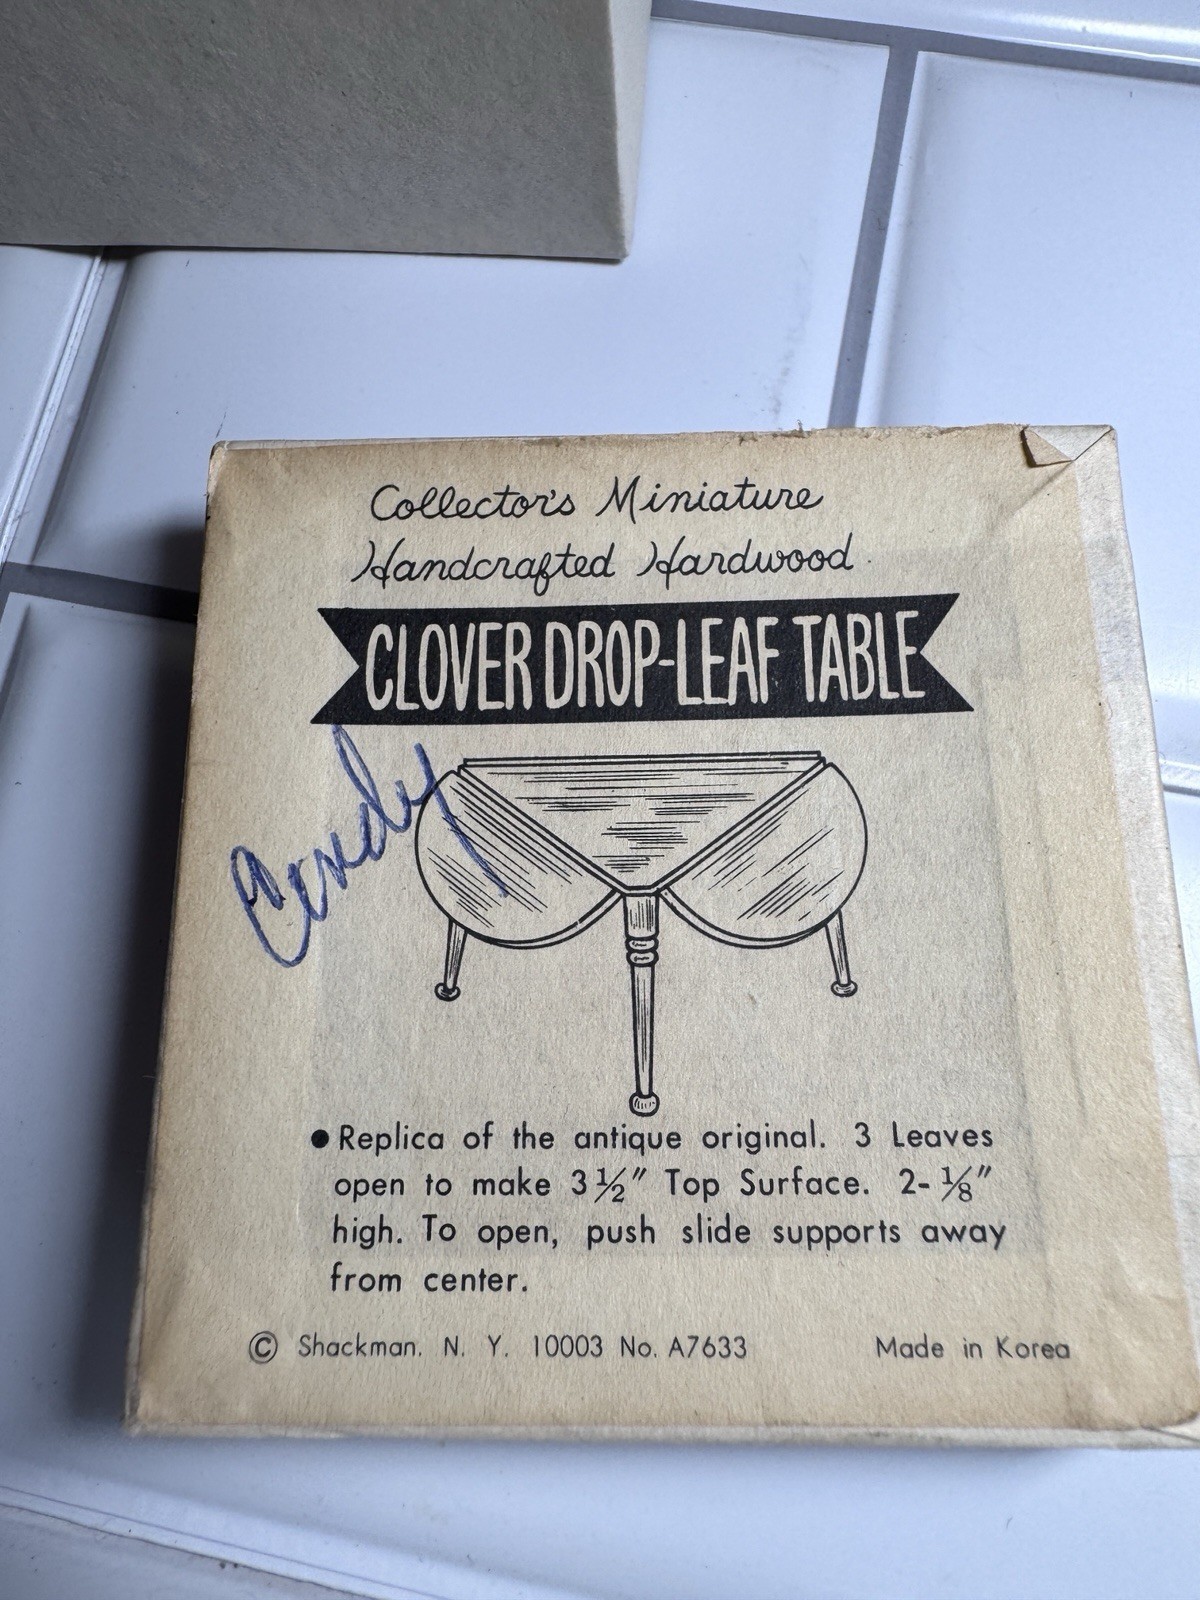 Collector's Miniature
Handcrafted Hardwood
CLOVER DROP-LEAF TABLE
Cindy
● Replica of the antique original. 3 Leaves
open to make 3 ½" Top Surface. 2- ⅛"
high. To open, push slide supports away
from center.
© Shackman. N. Y. 10003 No. A7633 Made in Korea